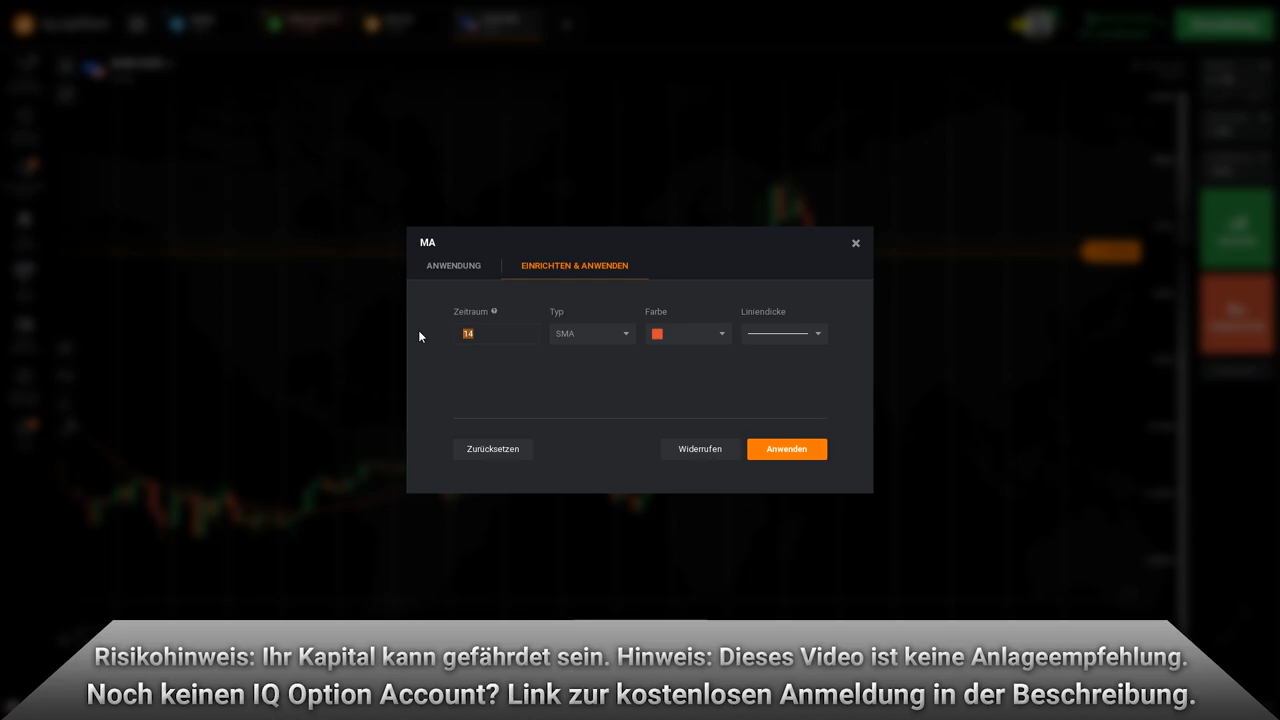 MA
ANWENDUNG EINRICHTEN & ANWENDEN
Zeitraum Typ Farbe Liniendicke
14 SMA
Zurücksetzen Widerrufen Anwenden
Risikohinweis: Ihr Kapital kann gefährdet sein. Hinweis: Dieses Video ist keine Anlageempfehlung.
Noch keinen IQ Option Account? Link zur kostenlosen Anmeldung in der Beschreibung.